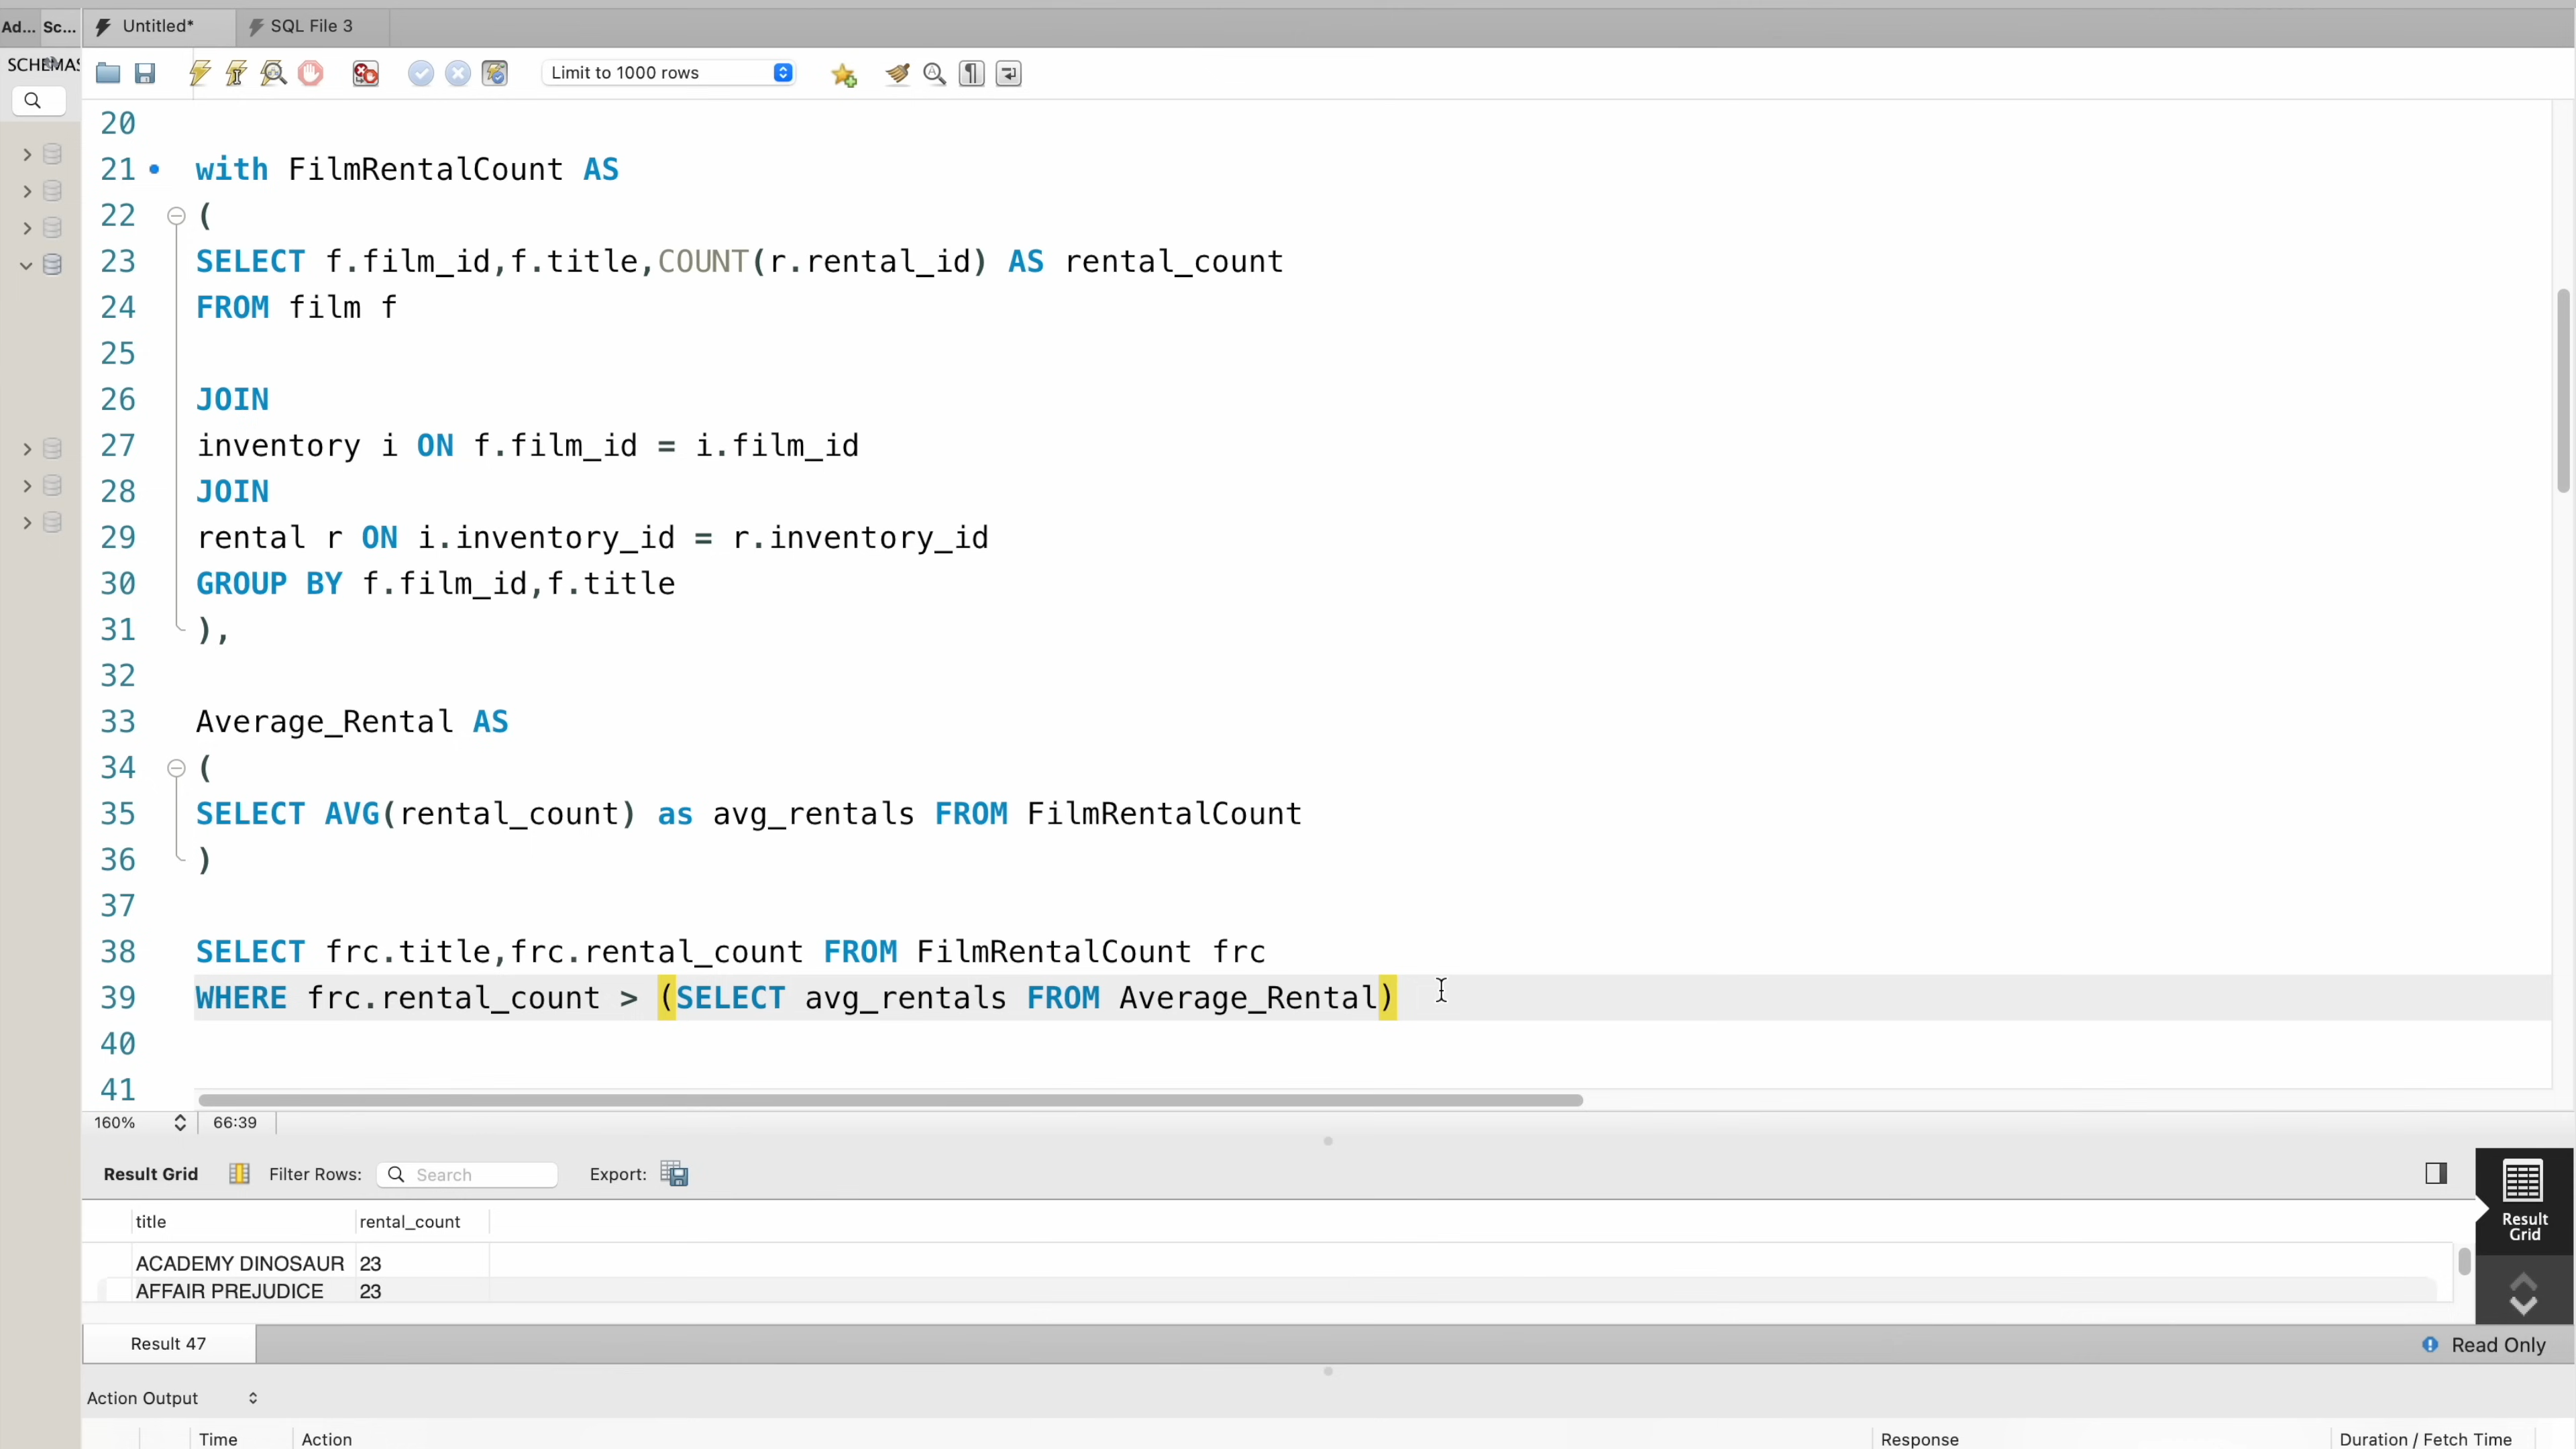 Ad... Sc... Untitled* SQL File 3
SCHEMAS
Limit to 1000 rows
20
21 with FilmRentalCount AS
22 (
23 SELECT f.film_id,f.title,COUNT(r.rental_id) AS rental_count
24 FROM film f
25
26 JOIN
27 inventory i ON f.film_id = i.film_id
28 JOIN
29 rental r ON i.inventory_id = r.inventory_id
30 GROUP BY f.film_id,f.title
31 ),
32
33 Average_Rental AS
34 (
35 SELECT AVG(rental_count) as avg_rentals FROM FilmRentalCount
36 )
37
38 SELECT frc.title,frc.rental_count FROM FilmRentalCount frc
39 WHERE frc.rental_count > (SELECT avg_rentals FROM Average_Rental)
40
41
160% 66:39
Result Grid Filter Rows: Search Export:
title rental_count
ACADEMY DINOSAUR 23
AFFAIR PREJUDICE 23
Result
Grid
Result 47 Read Only
Action Output
Time Action Response Duration / Fetch Time